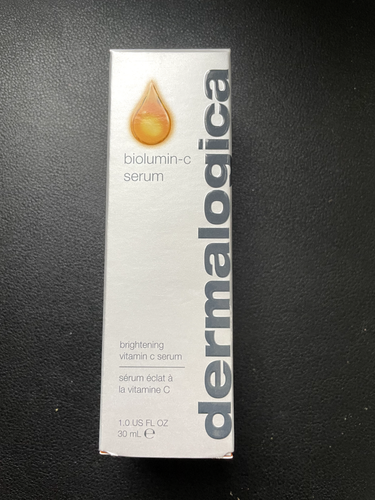 biolumin-c
serum
dermalogica
brightening
vitamin c serum
sérum éclat à
la vitamine C
1.0 US FL OZ
30 mL ℮